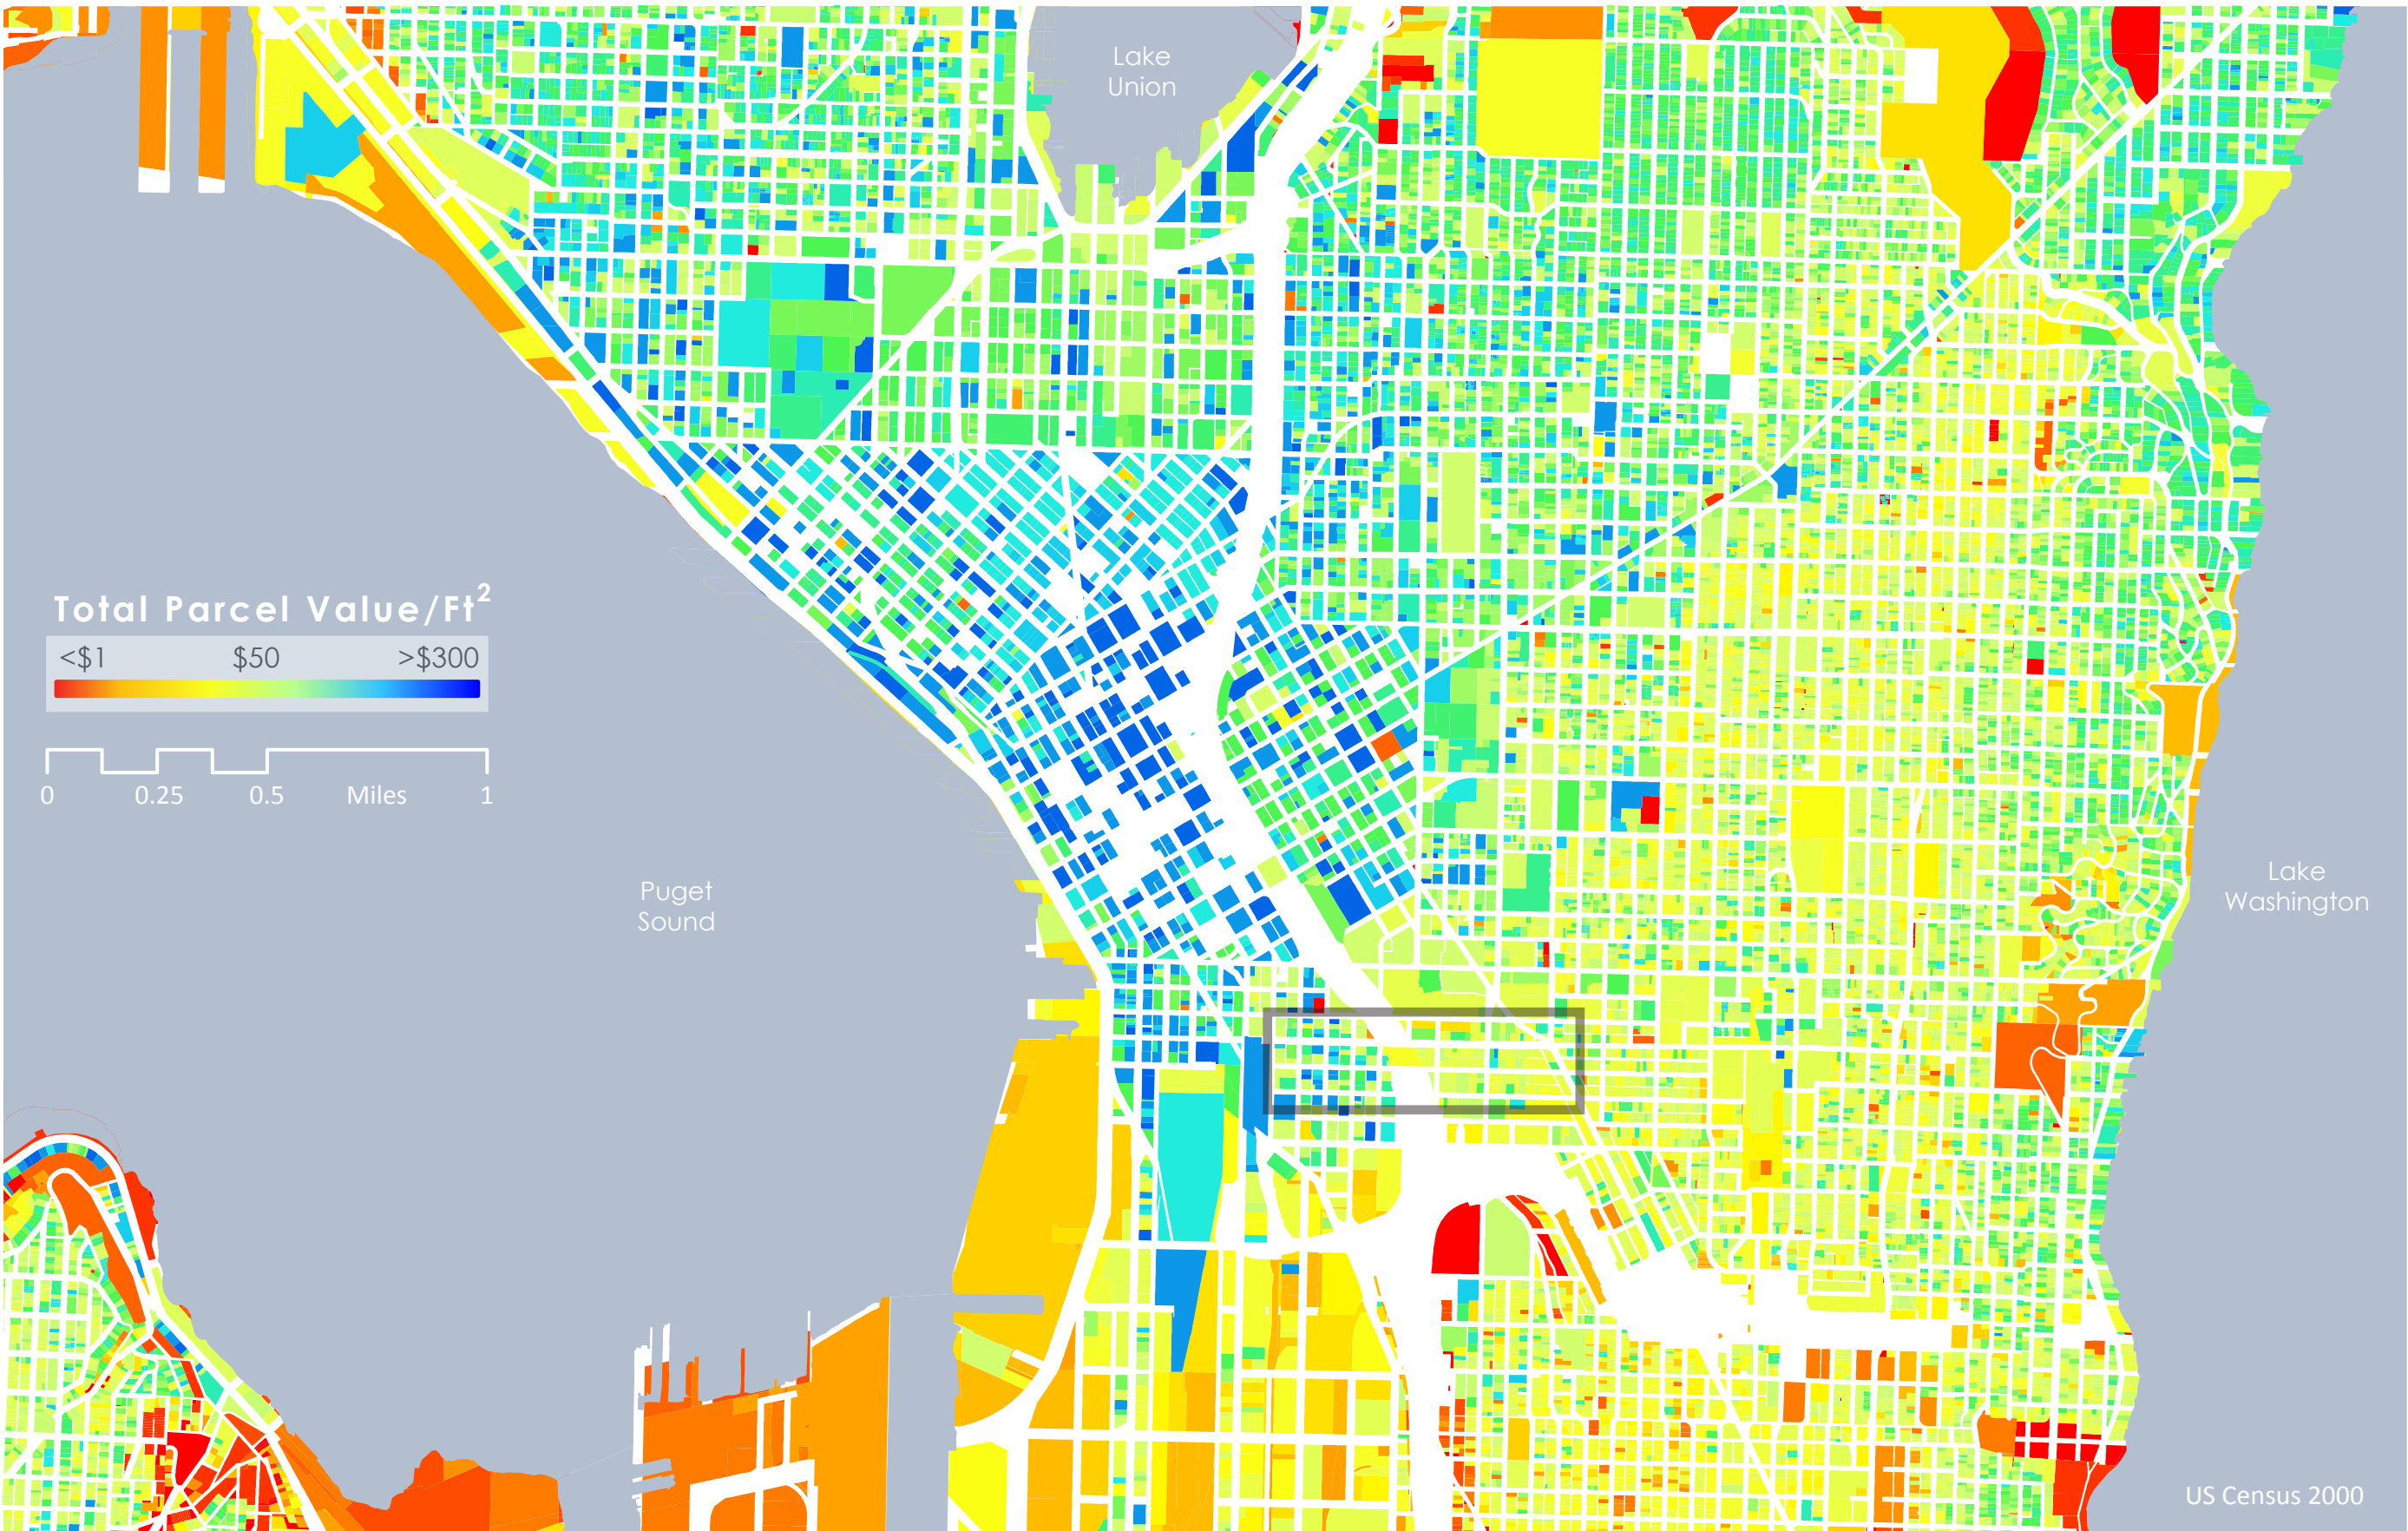 Lake
Union
Total Parcel Value/Ft²
<$1 $50 >$300
0 0.25 0.5 Miles 1
Puget
Sound
Lake
Washington
US Census 2000